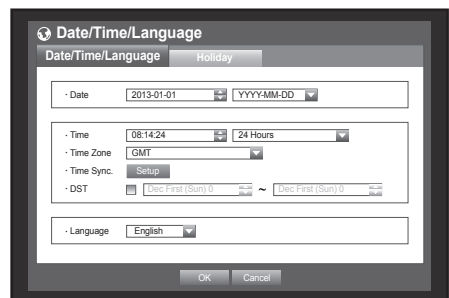 Date/Time/Language
Date/Time/Language Holiday
· Date 2013-01-01 YYYY-MM-DD
· Time 08:14:24 24 Hours
· Time Zone GMT
· Time Sync. Setup
· DST Dec First (Sun) 0 ~ Dec First (Sun) 0
· Language English
OK Cancel